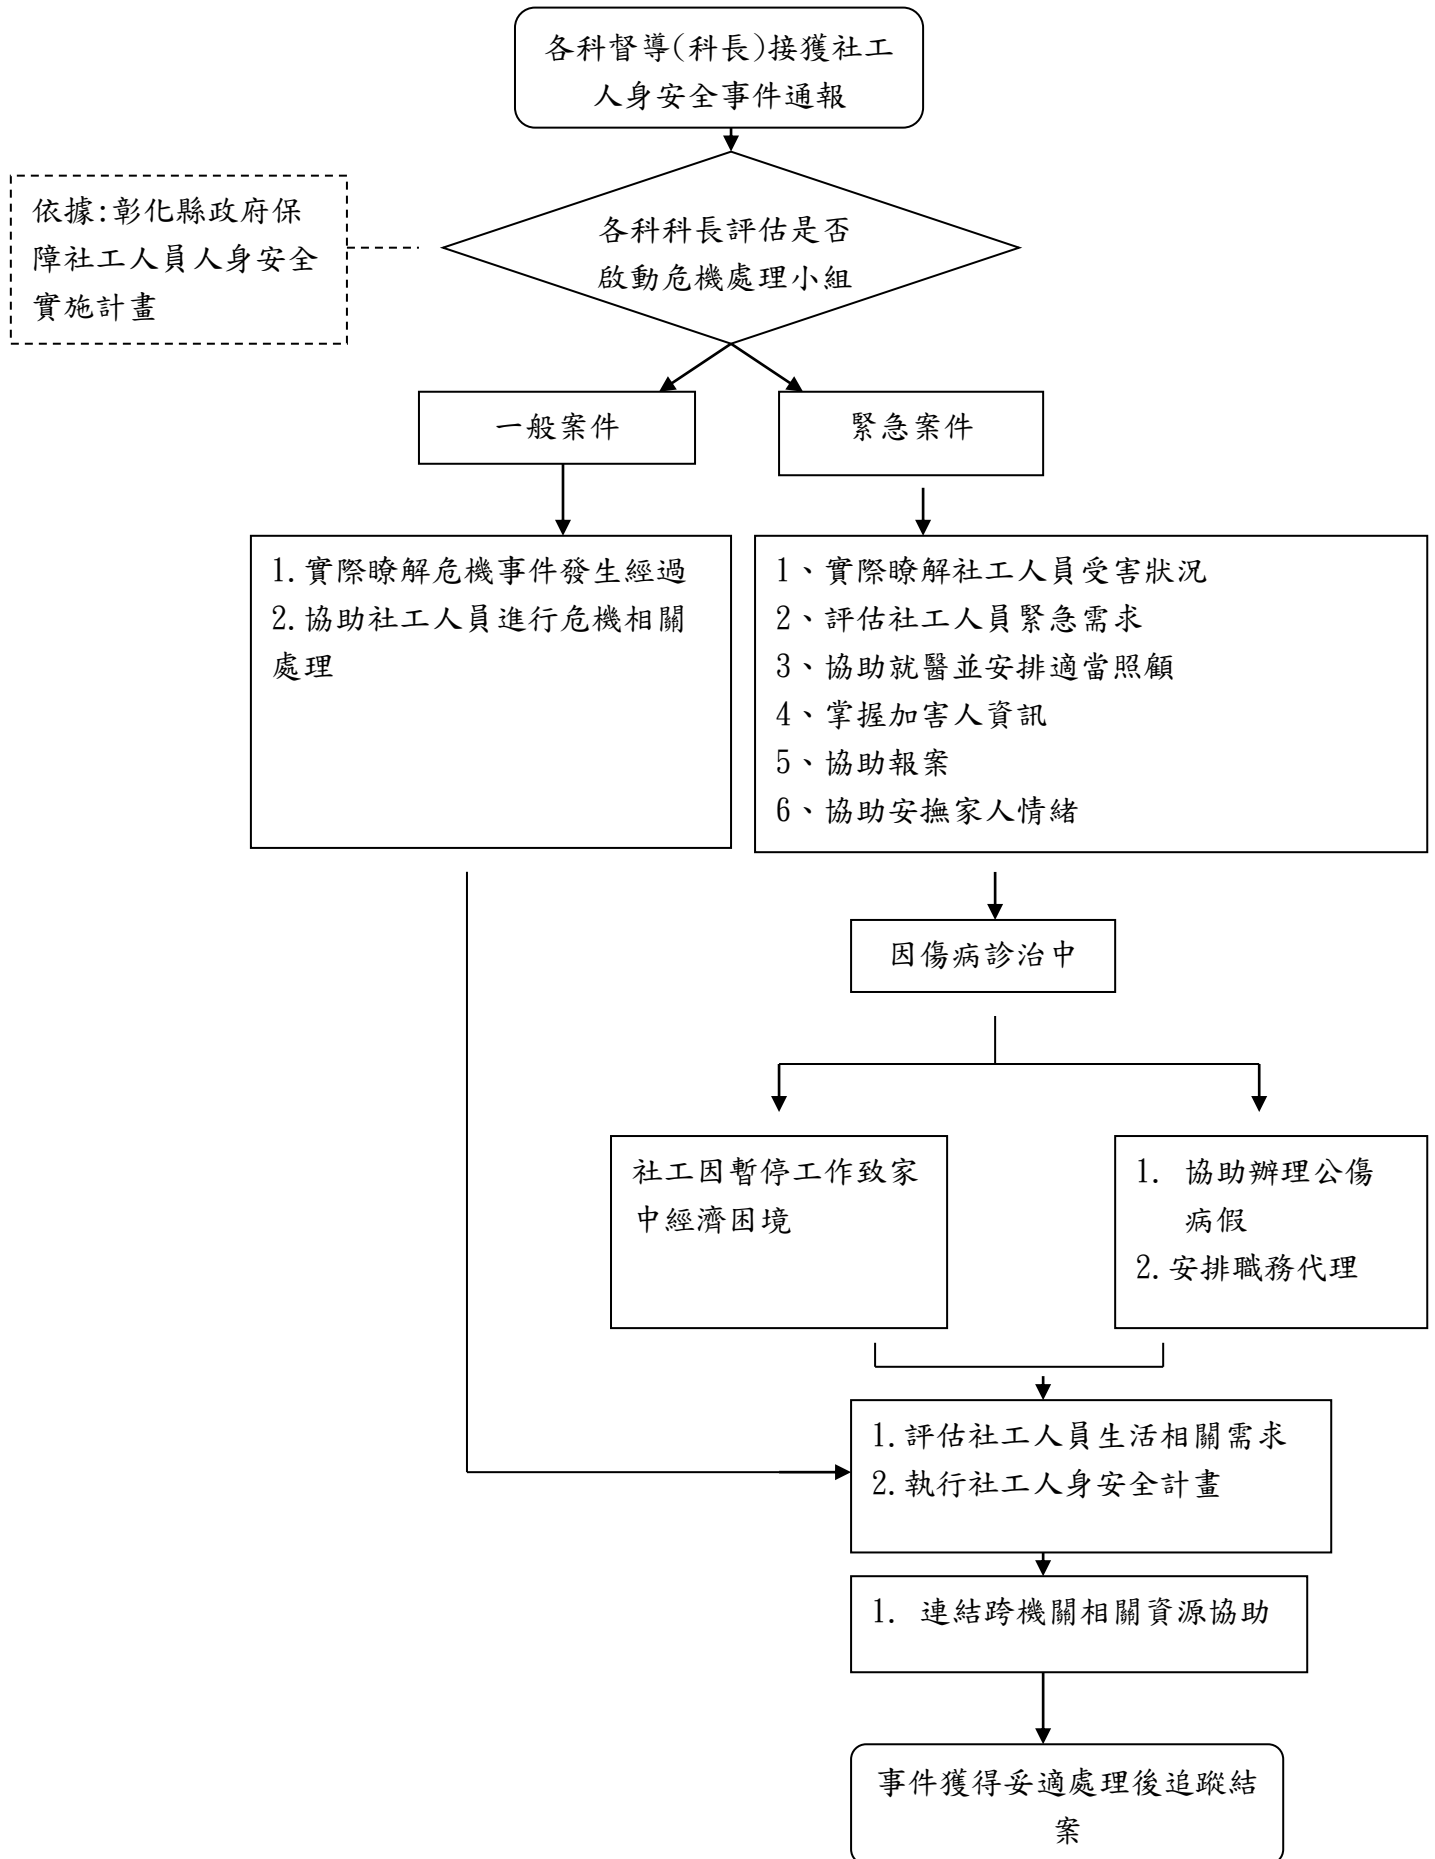 各科督導(科長)接獲社工
人身安全事件通報
依據:彰化縣政府保
障社工人員人身安全
實施計畫
各科科長評估是否
啟動危機處理小組
一般案件
緊急案件
1.實際瞭解危機事件發生經過
2.協助社工人員進行危機相關
處理
1、實際瞭解社工人員受害狀況
2、評估社工人員緊急需求
3、協助就醫並安排適當照顧
4、掌握加害人資訊
5、協助報案
6、協助安撫家人情緒
因傷病診治中
社工因暫停工作致家
中經濟困境
1. 協助辦理公傷
病假
2.安排職務代理
1.評估社工人員生活相關需求
2.執行社工人身安全計畫
1. 連結跨機關相關資源協助
事件獲得妥適處理後追蹤結
案